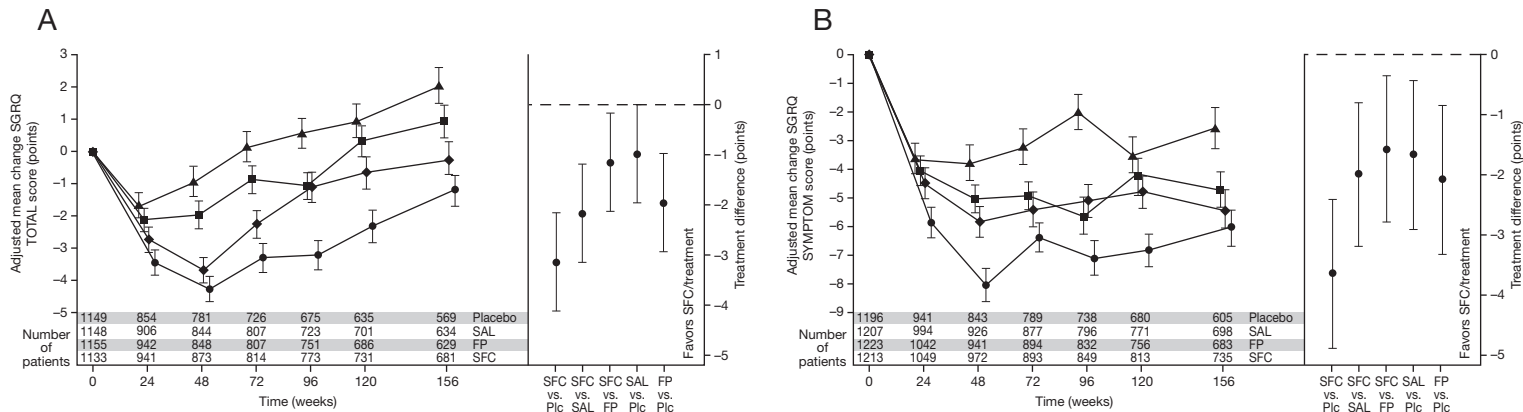 A
B
Adjusted mean change SGRQ
TOTAL score (points)
3
2
1
0
−1
−2
−3
−4
−5
1149 854 781 726 675 635 569 Placebo
1148 906 844 807 723 701 634 SAL
1155 942 848 807 751 686 629 FP
1133 941 873 814 773 731 681 SFC
Number
of
patients
0 24 48 72 96 120 156
Time (weeks)
1
0
−1
−2
−3
−4
−5
Favors SFC/treatment
Treatment difference (points)
SFC SFC SFC SAL FP
vs. vs. vs. vs. vs.
Plc SAL FP Plc Plc
Adjusted mean change SGRQ
SYMPTOM score (points)
0
−1
−2
−3
−4
−5
−6
−7
−8
−9
1196 941 843 789 738 680 605 Placebo
1207 994 926 877 796 771 698 SAL
1223 1042 941 894 832 756 683 FP
1213 1049 972 893 849 813 735 SFC
Number
of
patients
0 24 48 72 96 120 156
Time (weeks)
0
−1
−2
−3
−4
−5
Favors SFC/treatment
Treatment difference (points)
SFC SFC SFC SAL FP
vs. vs. vs. vs. vs.
Plc SAL FP Plc Plc